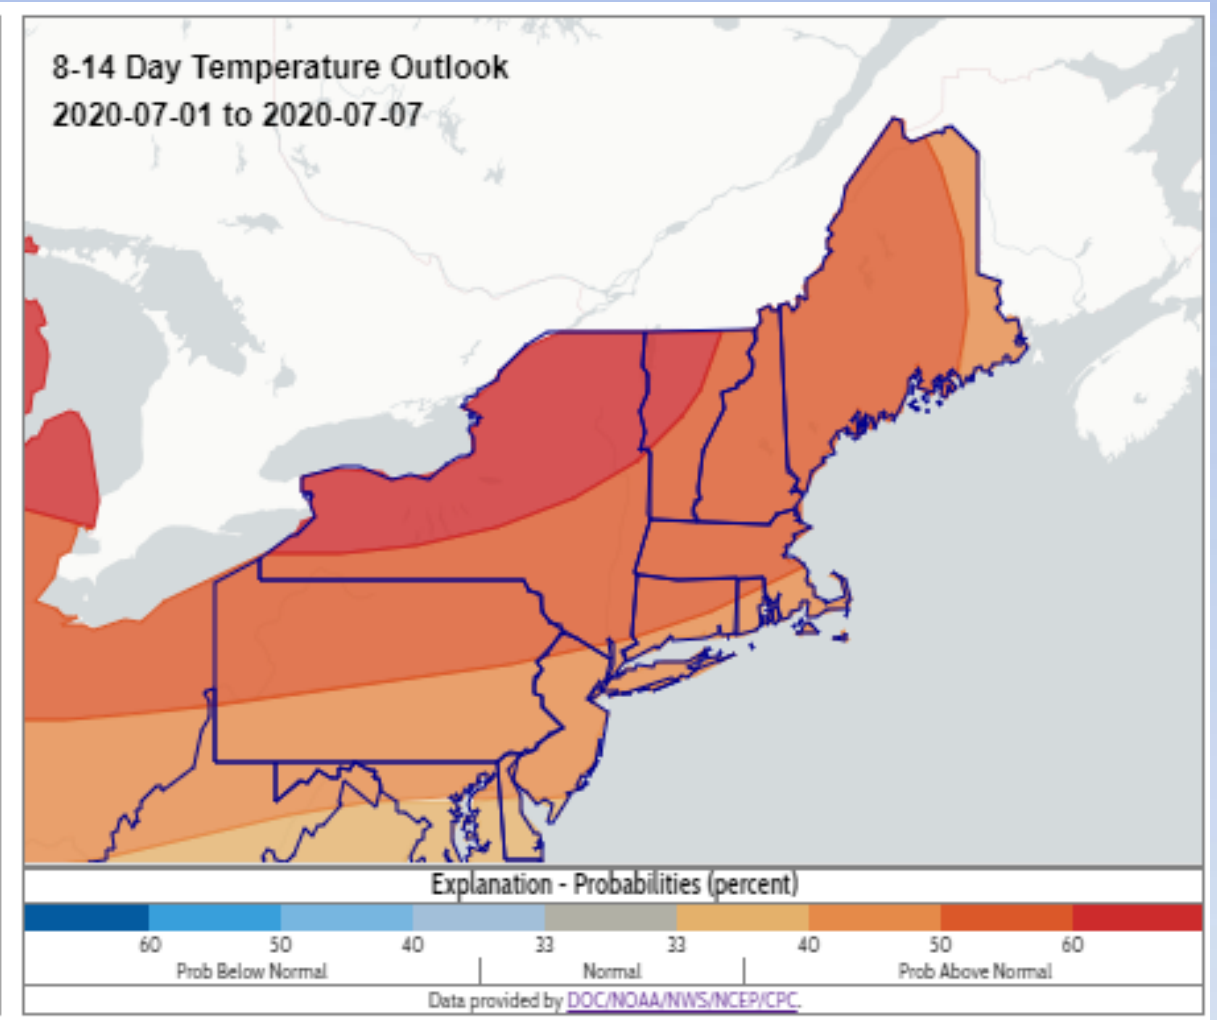 8-14 Day Temperature Outlook
2020-07-01 to 2020-07-07
Explanation - Probabilities (percent)
60 50 40 33 33 40 50 60
Prob Below Normal Normal Prob Above Normal
Data provided by DOC/NOAA/NWS/NCEP/CPC.